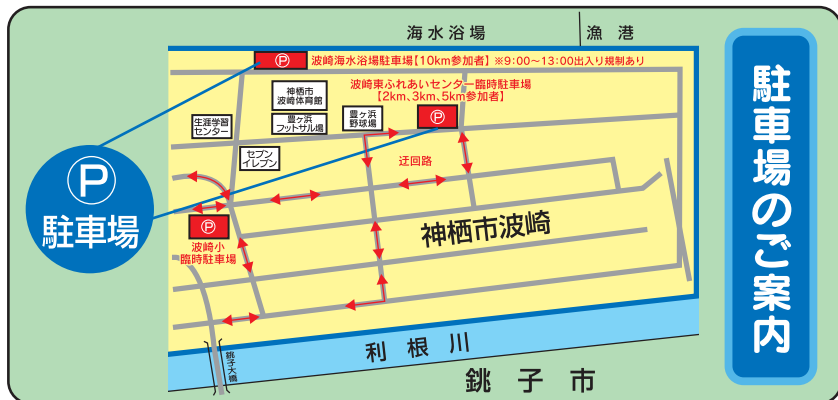 海水浴場
漁港
Ⓟ 波崎海水浴場駐車場【10km参加者】 ※9:00〜13:00出入り規制あり
波崎東ふれあいセンター臨時駐車場
【2km、3km、5km参加者】
Ⓟ
神栖市
波崎体育館
豊ヶ浜
フットサル場
豊ヶ浜
野球場
生涯学習
センター
セブン
イレブン
迂回路
Ⓟ
駐車場
Ⓟ
波崎小
臨時駐車場
神栖市波崎
利根川
銚子大橋
銚子市
駐車場のご案内